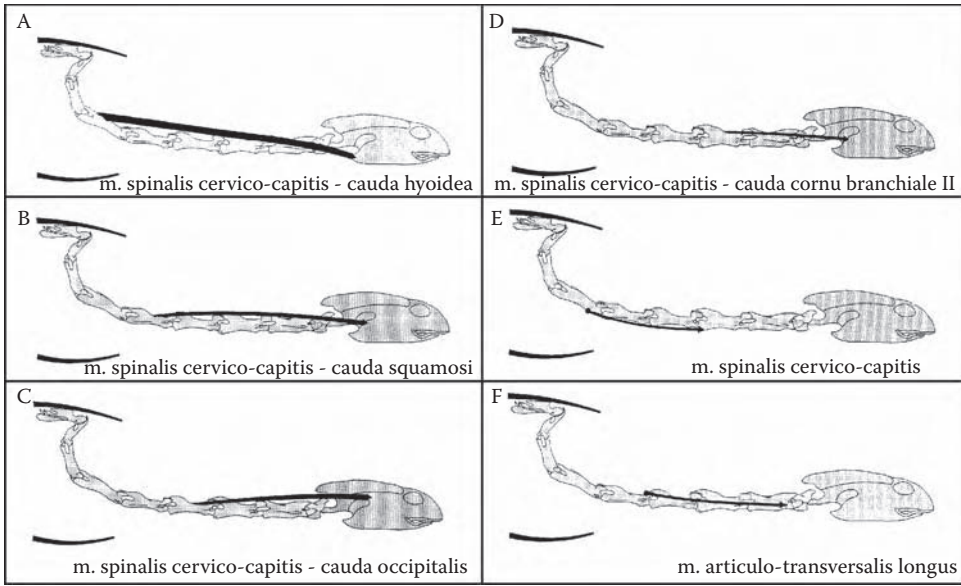 A
m. spinalis cervico-capitis - cauda hyoidea
B
m. spinalis cervico-capitis - cauda squamosi
C
m. spinalis cervico-capitis - cauda occipitalis
D
m. spinalis cervico-capitis - cauda cornu branchiale II
E
m. spinalis cervico-capitis
F
m. articulo-transversalis longus